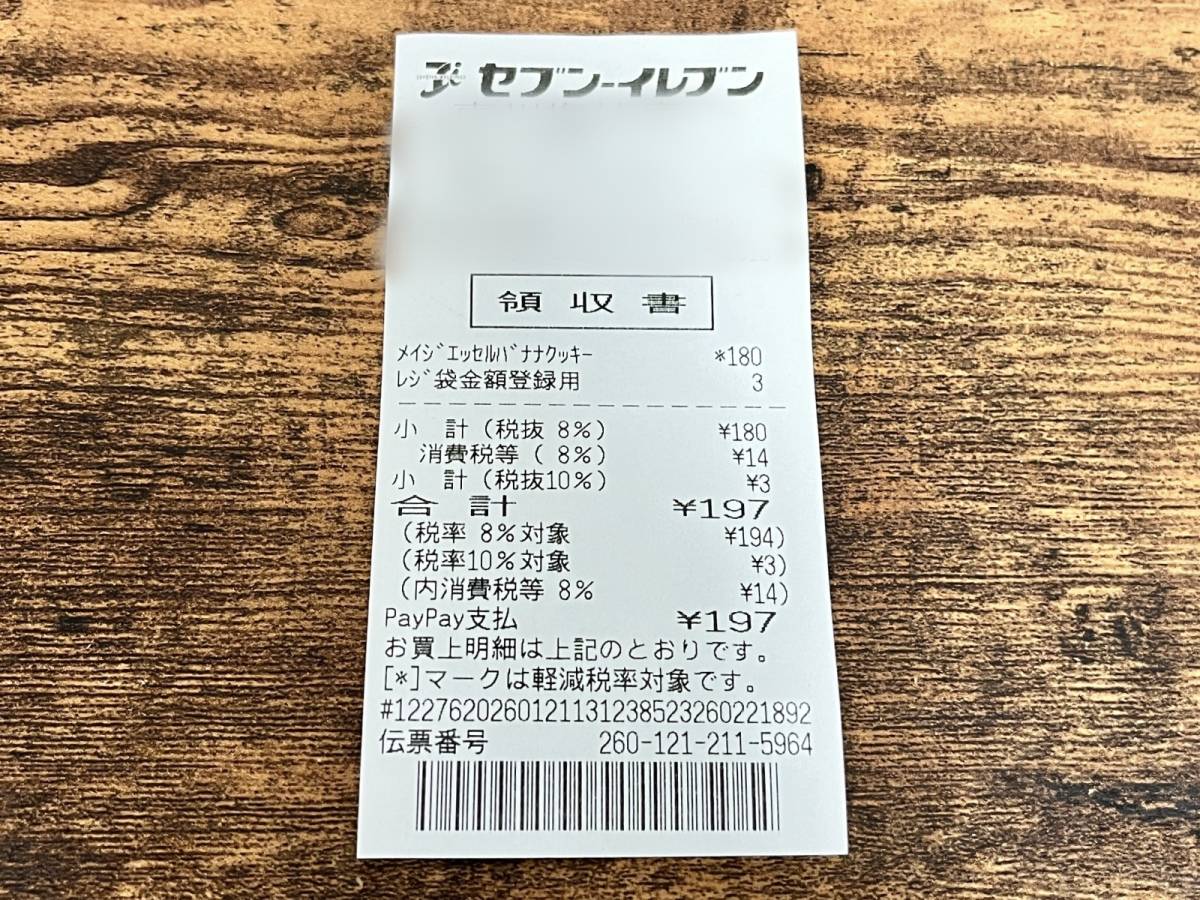 セブン-イレブン
領収書
ﾒｲｼﾞｴｯｾﾙﾊﾞﾅﾅｸｯｷｰ *180
ﾚｼﾞ袋金額登録用 3
小 計(税抜 8%) ¥180
消費税等( 8%) ¥14
小 計(税抜10%) ¥3
合 計 ¥197
(税率 8%対象 ¥194)
(税率10%対象 ¥3)
(内消費税等 8% ¥14)
PayPay支払 ¥197
お買上明細は上記のとおりです。
[*]マークは軽減税率対象です。
#122762026012113123852326022​1892
伝票番号 260-121-211-5964